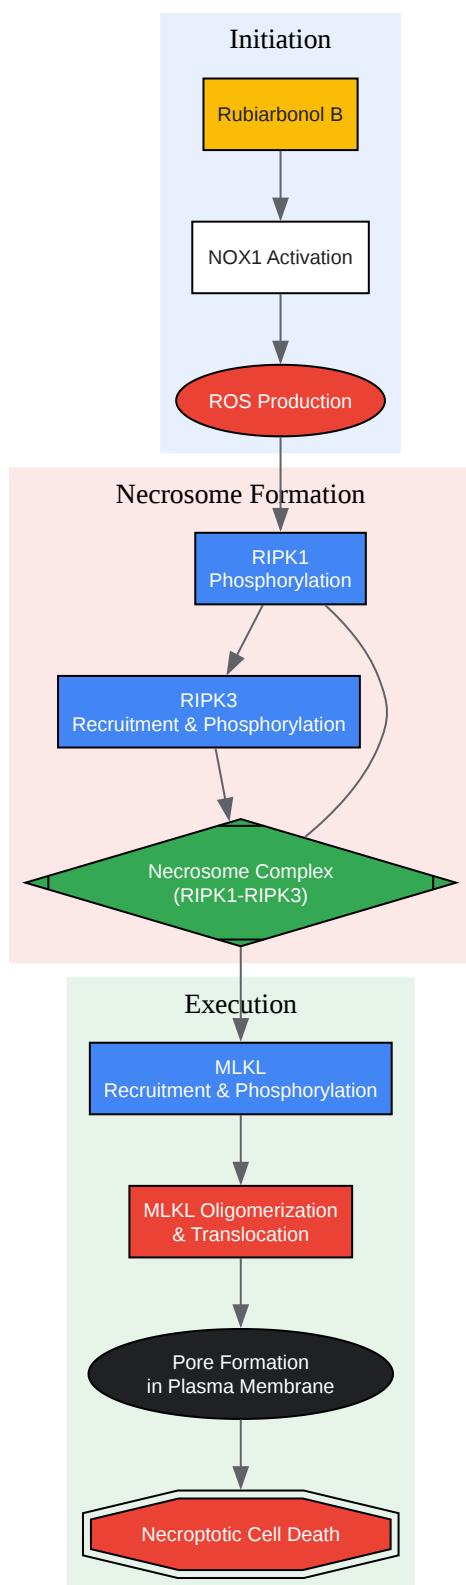 Initiation
Rubiarbonol B
NOX1 Activation
ROS Production
Necrosome Formation
RIPK1
Phosphorylation
RIPK3
Recruitment & Phosphorylation
Necrosome Complex
(RIPK1-RIPK3)
Execution
MLKL
Recruitment & Phosphorylation
MLKL Oligomerization
& Translocation
Pore Formation
in Plasma Membrane
Necroptotic Cell Death